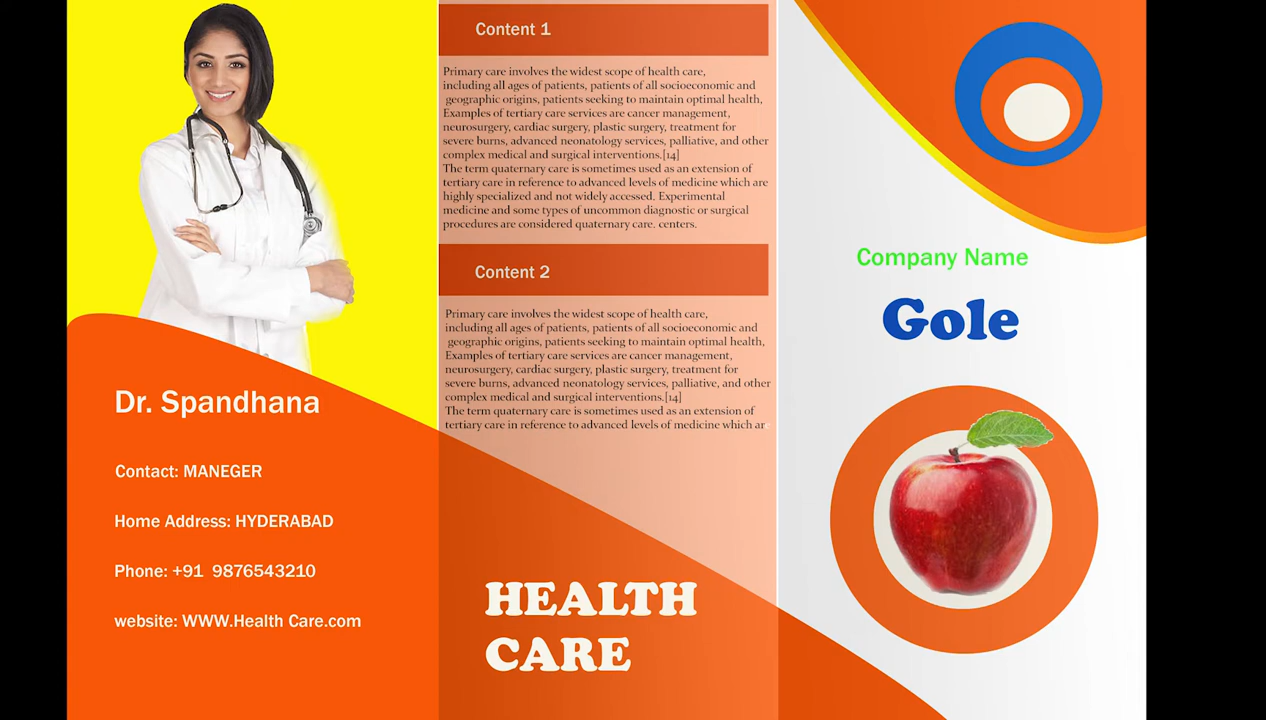 Dr. Spandhana
Contact: MANEGER
Home Address: HYDERABAD
Phone: +91 9876543210
website: WWW.Health Care.com
Content 1
Primary care involves the widest scope of health care,
including all ages of patients, patients of all socioeconomic and
geographic origins, patients seeking to maintain optimal health,
Examples of tertiary care services are cancer management,
neurosurgery, cardiac surgery, plastic surgery, treatment for
severe burns, advanced neonatology services, palliative, and other
complex medical and surgical interventions.[14]
The term quaternary care is sometimes used as an extension of
tertiary care in reference to advanced levels of medicine which are
highly specialized and not widely accessed. Experimental
medicine and some types of uncommon diagnostic or surgical
procedures are considered quaternary care. centers.
Content 2
Primary care involves the widest scope of health care,
including all ages of patients, patients of all socioeconomic and
geographic origins, patients seeking to maintain optimal health,
Examples of tertiary care services are cancer management,
neurosurgery, cardiac surgery, plastic surgery, treatment for
severe burns, advanced neonatology services, palliative, and other
complex medical and surgical interventions.[14]
The term quaternary care is sometimes used as an extension of
tertiary care in reference to advanced levels of medicine which are
HEALTH
CARE
Company Name
Gole